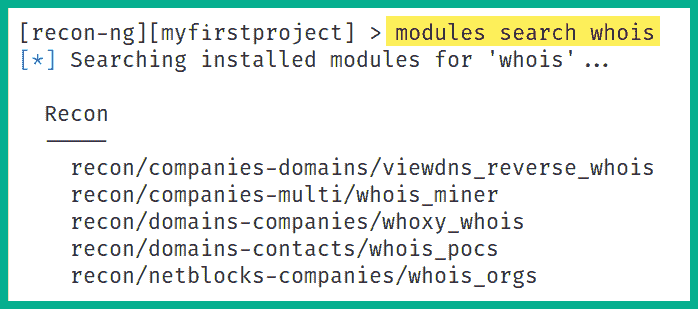 [recon-ng][myfirstproject] > modules search whois
[*] Searching installed modules for 'whois'...
Recon
-----
recon/companies-domains/viewdns_reverse_whois
recon/companies-multi/whois_miner
recon/domains-companies/whoxy_whois
recon/domains-contacts/whois_pocs
recon/netblocks-companies/whois_orgs